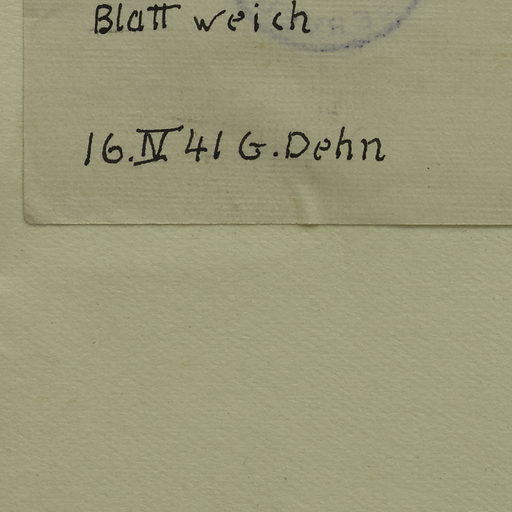 Blatt weich
16.IV 41 G.Dehn